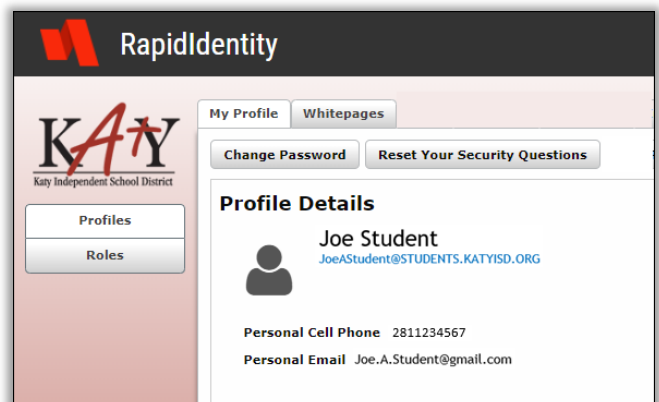 RapidIdentity
KATY
Katy Independent School District
My Profile Whitepages
Change Password Reset Your Security Questions
Profiles
Roles
Profile Details
Joe Student
JoeAStudent@STUDENTS.KATYISD.ORG
Personal Cell Phone 2811234567
Personal Email Joe.A.Student@gmail.com